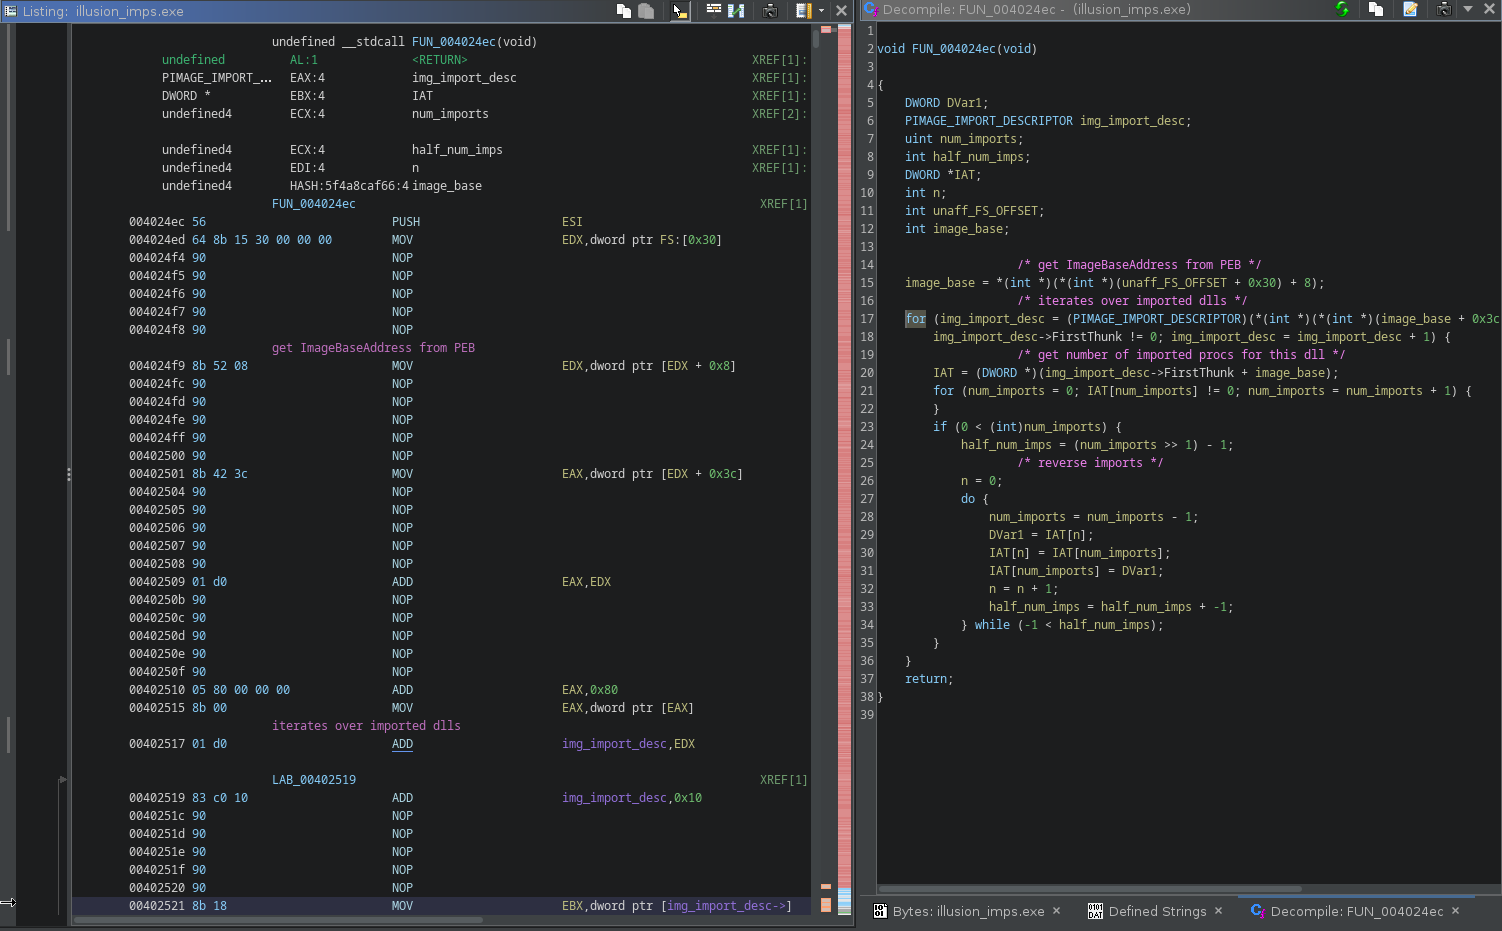 Listing: illusion_imps.exe
undefined __stdcall FUN_004024ec(void)
undefined AL:1 <RETURN> XREF[1]:
PIMAGE_IMPORT_... EAX:4 img_import_desc XREF[1]:
DWORD * EBX:4 IAT XREF[1]:
undefined4 ECX:4 num_imports XREF[2]:
undefined4 ECX:4 half_num_imps XREF[1]:
undefined4 EDI:4 n XREF[1]:
undefined4 HASH:5f4a8caf66:4 image_base
FUN_004024ec XREF[1]
004024ec 56 PUSH ESI
004024ed 64 8b 15 30 00 00 00 MOV EDX,dword ptr FS:[0x30]
004024f4 90 NOP
004024f5 90 NOP
004024f6 90 NOP
004024f7 90 NOP
004024f8 90 NOP
get ImageBaseAddress from PEB
004024f9 8b 52 08 MOV EDX,dword ptr [EDX + 0x8]
004024fc 90 NOP
004024fd 90 NOP
004024fe 90 NOP
004024ff 90 NOP
00402500 90 NOP
00402501 8b 42 3c MOV EAX,dword ptr [EDX + 0x3c]
00402504 90 NOP
00402505 90 NOP
00402506 90 NOP
00402507 90 NOP
00402508 90 NOP
00402509 01 d0 ADD EAX,EDX
0040250b 90 NOP
0040250c 90 NOP
0040250d 90 NOP
0040250e 90 NOP
0040250f 90 NOP
00402510 05 80 00 00 00 ADD EAX,0x80
00402515 8b 00 MOV EAX,dword ptr [EAX]
iterates over imported dlls
00402517 01 d0 ADD img_import_desc,EDX
LAB_00402519 XREF[1]
00402519 83 c0 10 ADD img_import_desc,0x10
0040251c 90 NOP
0040251d 90 NOP
0040251e 90 NOP
0040251f 90 NOP
00402520 90 NOP
00402521 8b 18 MOV EBX,dword ptr [img_import_desc->]
Decompile: FUN_004024ec - (illusion_imps.exe)
1
2 void FUN_004024ec(void)
3
4 {
5 DWORD DVar1;
6 PIMAGE_IMPORT_DESCRIPTOR img_import_desc;
7 uint num_imports;
8 int half_num_imps;
9 DWORD *IAT;
10 int n;
11 int unaff_FS_OFFSET;
12 int image_base;
13
14 /* get ImageBaseAddress from PEB */
15 image_base = *(int *)(*(int *)(unaff_FS_OFFSET + 0x30) + 8);
16 /* iterates over imported dlls */
17 for (img_import_desc = (PIMAGE_IMPORT_DESCRIPTOR)(*(int *)(*(int *)(image_base + 0x3c
18 img_import_desc->FirstThunk != 0; img_import_desc = img_import_desc + 1) {
19 /* get number of imported procs for this dll */
20 IAT = (DWORD *)(img_import_desc->FirstThunk + image_base);
21 for (num_imports = 0; IAT[num_imports] != 0; num_imports = num_imports + 1) {
22 }
23 if (0 < (int)num_imports) {
24 half_num_imps = (num_imports >> 1) - 1;
25 /* reverse imports */
26 n = 0;
27 do {
28 num_imports = num_imports - 1;
29 DVar1 = IAT[n];
30 IAT[n] = IAT[num_imports];
31 IAT[num_imports] = DVar1;
32 n = n + 1;
33 half_num_imps = half_num_imps + -1;
34 } while (-1 < half_num_imps);
35 }
36 }
37 return;
38 }
39
Bytes: illusion_imps.exe × Defined Strings × Decompile: FUN_004024ec ×